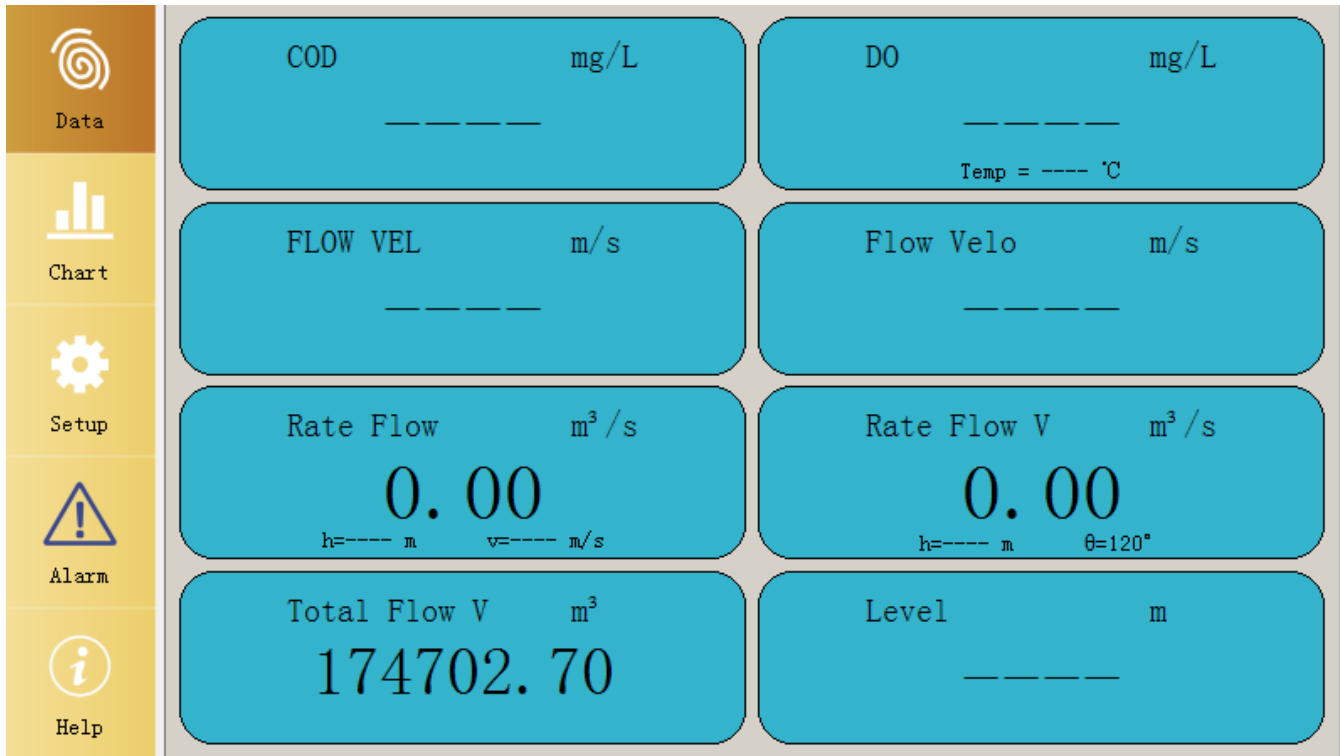 Data
Chart
Setup
Alarm
Help
COD mg/L
————
DO mg/L
————
Temp = ---- ℃
FLOW VEL m/s
————
Flow Velo m/s
————
Rate Flow m³/s
0.00
h=---- m v=---- m/s
Rate Flow V m³/s
0.00
h=---- m θ=120°
Total Flow V m³
174702.70
Level m
————